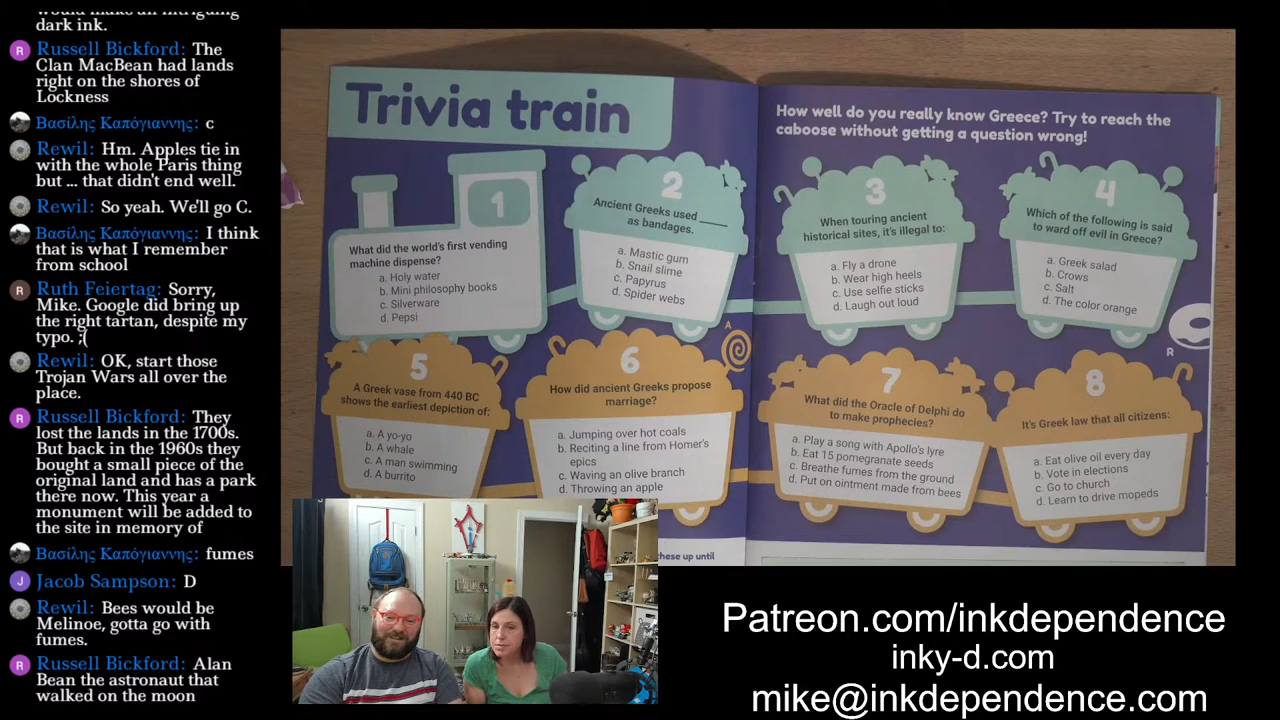 would make an intriguing
dark ink.
R Russell Bickford: The
Clan MacBean had lands
right on the shores of
Lockness
Βασίλης Καπόγιαννης: c
Rewil: Hm. Apples tie in
with the whole Paris thing
but ... that didn't end well.
Rewil: So yeah. We'll go C.
Βασίλης Καπόγιαννης: I think
that is what I remember
from school
R Ruth Feiertag: Sorry,
Mike. Google did bring up
the right tartan, despite my
typo. ;(
Rewil: OK, start those
Trojan Wars all over the
place.
R Russell Bickford: They
lost the lands in the 1700s.
But back in the 1960s they
bought a small piece of the
original land and has a park
there now. This year a
monument will be added to
the site in memory of
Βασίλης Καπόγιαννης: fumes
J Jacob Sampson: D
Rewil: Bees would be
Melinoe, gotta go with
fumes.
R Russell Bickford: Alan
Bean the astronaut that
walked on the moon
Trivia train
How well do you really know Greece? Try to reach the
caboose without getting a question wrong!
1
What did the world's first vending
machine dispense?
a. Holy water
b. Mini philosophy books
c. Silverware
d. Pepsi
2
Ancient Greeks used _____
as bandages.
a. Mastic gum
b. Snail slime
c. Papyrus
d. Spider webs
3
When touring ancient
historical sites, it's illegal to:
a. Fly a drone
b. Wear high heels
c. Use selfie sticks
d. Laugh out loud
4
Which of the following is said
to ward off evil in Greece?
a. Greek salad
b. Crows
c. Salt
d. The color orange
R
5
A Greek vase from 440 BC
shows the earliest depiction of:
a. A yo-yo
b. A whale
c. A man swimming
d. A burrito
A
6
How did ancient Greeks propose
marriage?
a. Jumping over hot coals
b. Reciting a line from Homer's
epics
c. Waving an olive branch
d. Throwing an apple
7
What did the Oracle of Delphi do
to make prophecies?
a. Play a song with Apollo's lyre
b. Eat 15 pomegranate seeds
c. Breathe fumes from the ground
d. Put on ointment made from bees
8
It's Greek law that all citizens:
a. Eat olive oil every day
b. Vote in elections
c. Go to church
d. Learn to drive mopeds
these up until
Patreon.com/inkdependence
inky-d.com
mike@inkdependence.com